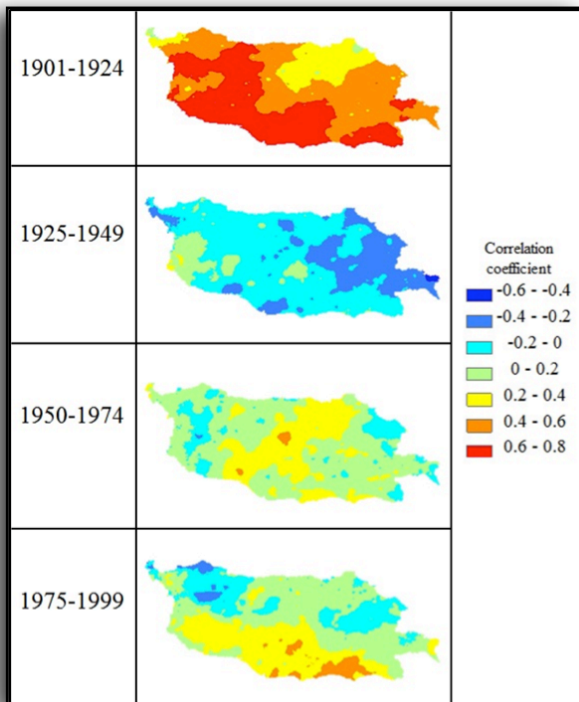 1901-1924
1925-1949
1950-1974
1975-1999
Correlation
coefficient
-0.6 - -0.4
-0.4 - -0.2
-0.2 - 0
0 - 0.2
0.2 - 0.4
0.4 - 0.6
0.6 - 0.8